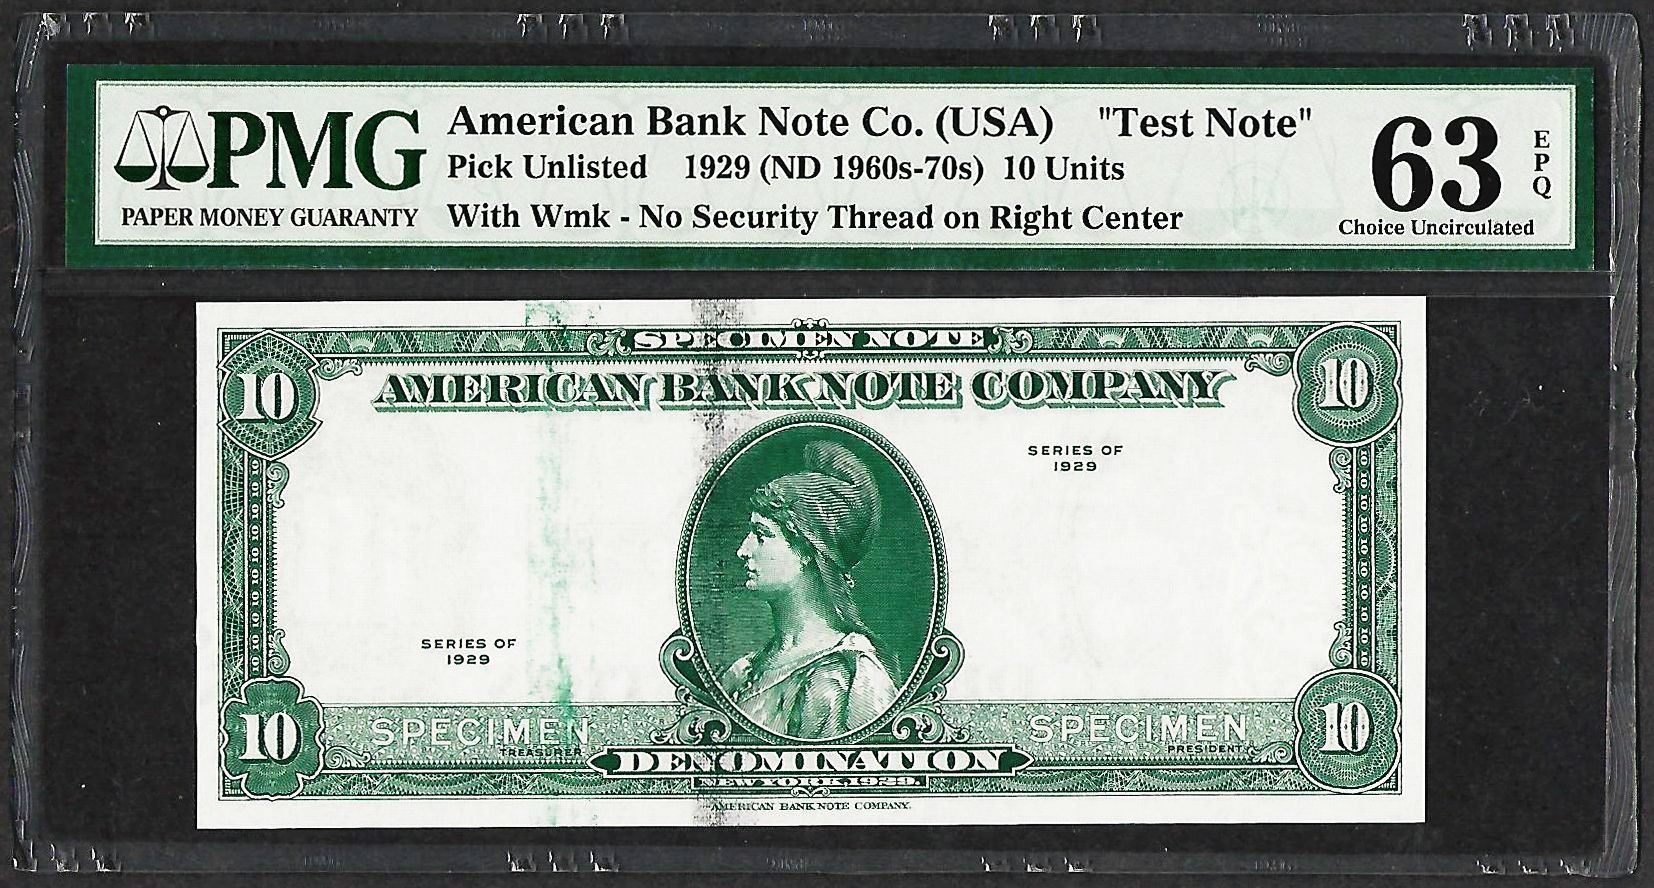 PMG
PAPER MONEY GUARANTY
American Bank Note Co. (USA) "Test Note"
Pick Unlisted 1929 (ND 1960s-70s) 10 Units
With Wmk - No Security Thread on Right Center
63
EPQ
Choice Uncirculated
SPECIMEN NOTE
10 10
AMERICAN BANK NOTE COMPANY
SERIES OF
1929
SERIES OF
1929
10 10
SPECIMEN SPECIMEN
TREASURER PRESIDENT
DENOMINATION
NEW YORK, 1929.
AMERICAN BANK NOTE COMPANY.